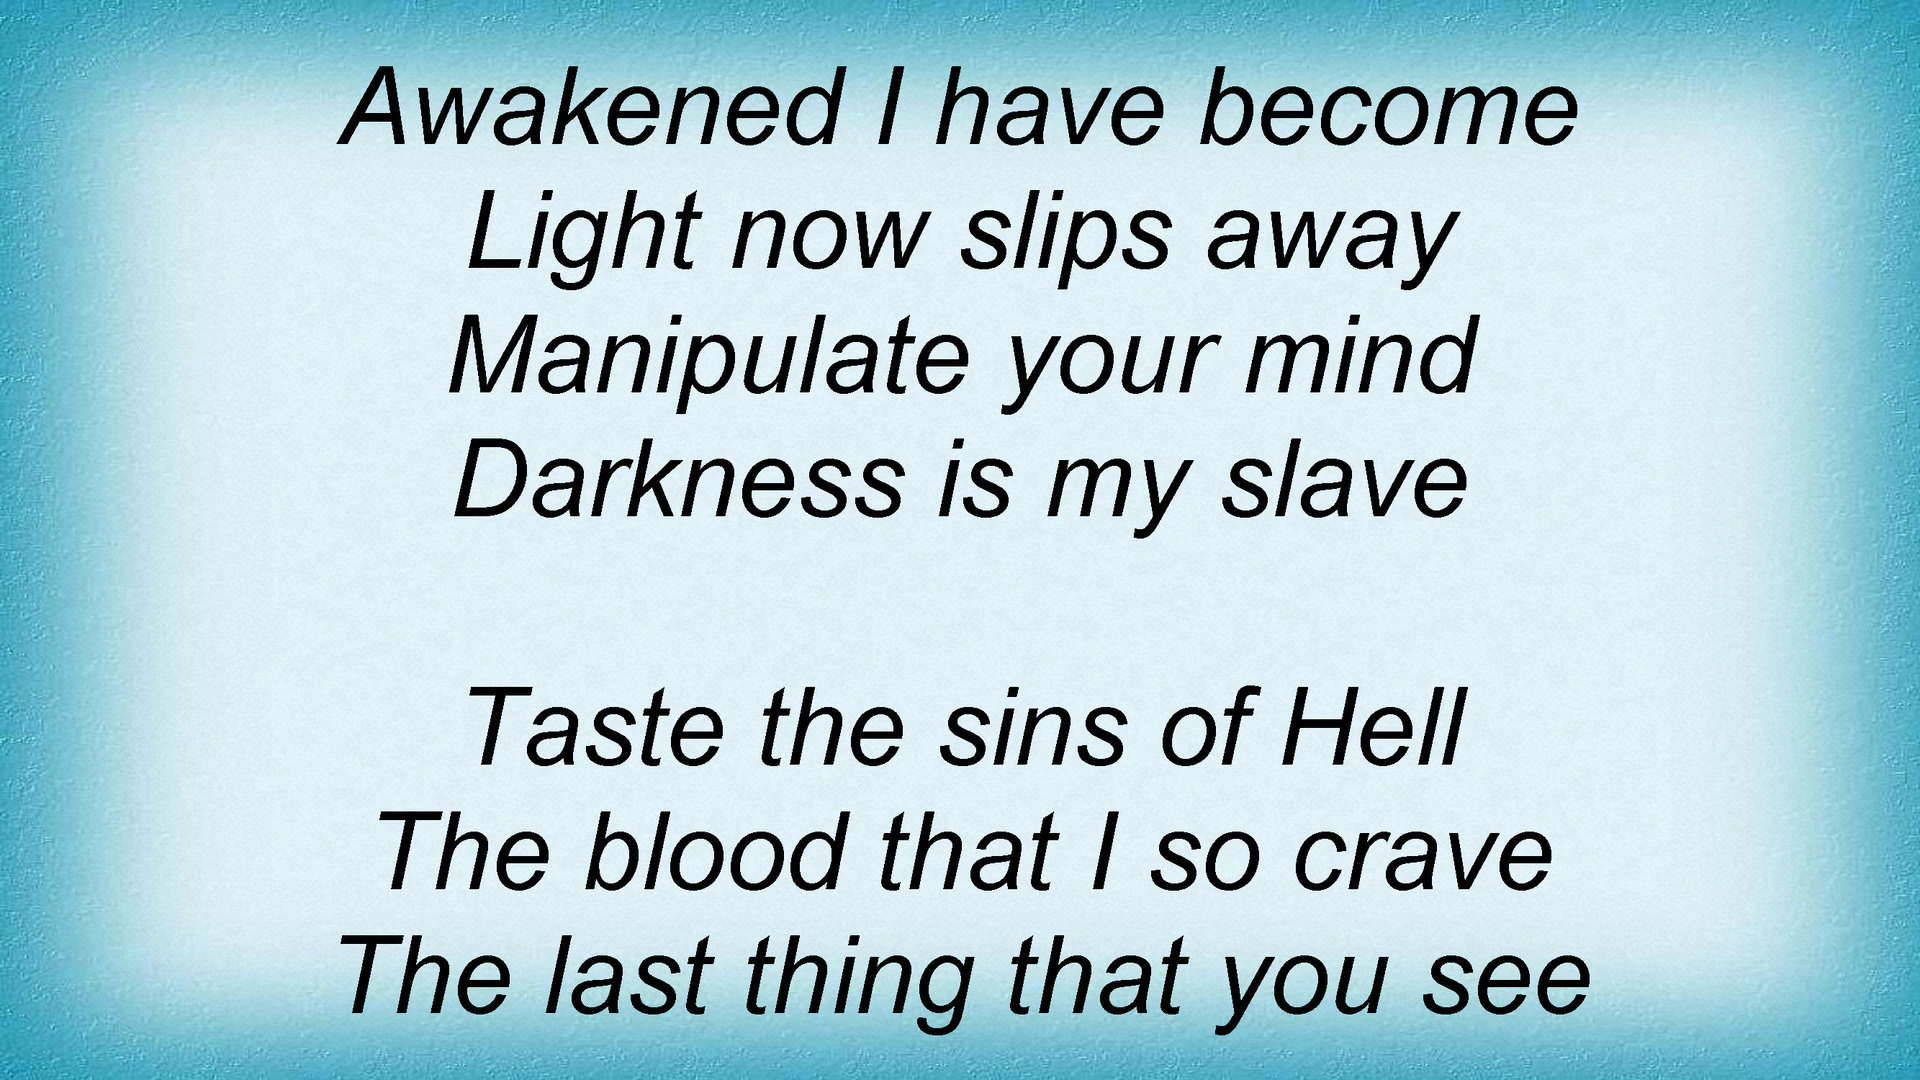 Awakened I have become
Light now slips away
Manipulate your mind
Darkness is my slave
Taste the sins of Hell
The blood that I so crave
The last thing that you see